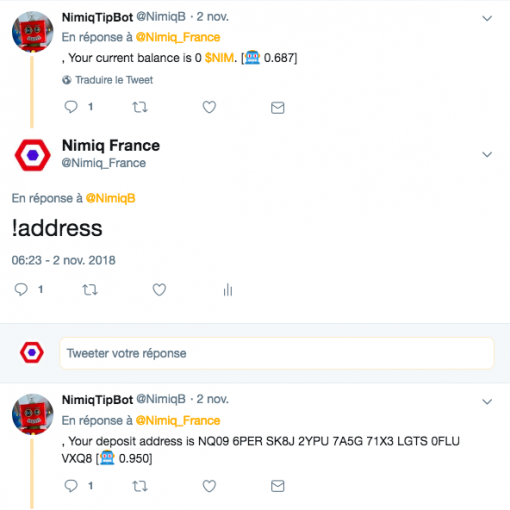 NimiqTipBot @NimiqB · 2 nov.
En réponse à @Nimiq_France
, Your current balance is 0 $NIM. [🤖 0.687]
Traduire le Tweet
1
Nimiq France
@Nimiq_France
En réponse à @NimiqB
!address
06:23 - 2 nov. 2018
1
Tweeter votre réponse
NimiqTipBot @NimiqB · 2 nov.
En réponse à @Nimiq_France
, Your deposit address is NQ09 6PER SK8J 2YPU 7A5G 71X3 LGTS 0FLU
VXQ8 [🤖 0.950]
1